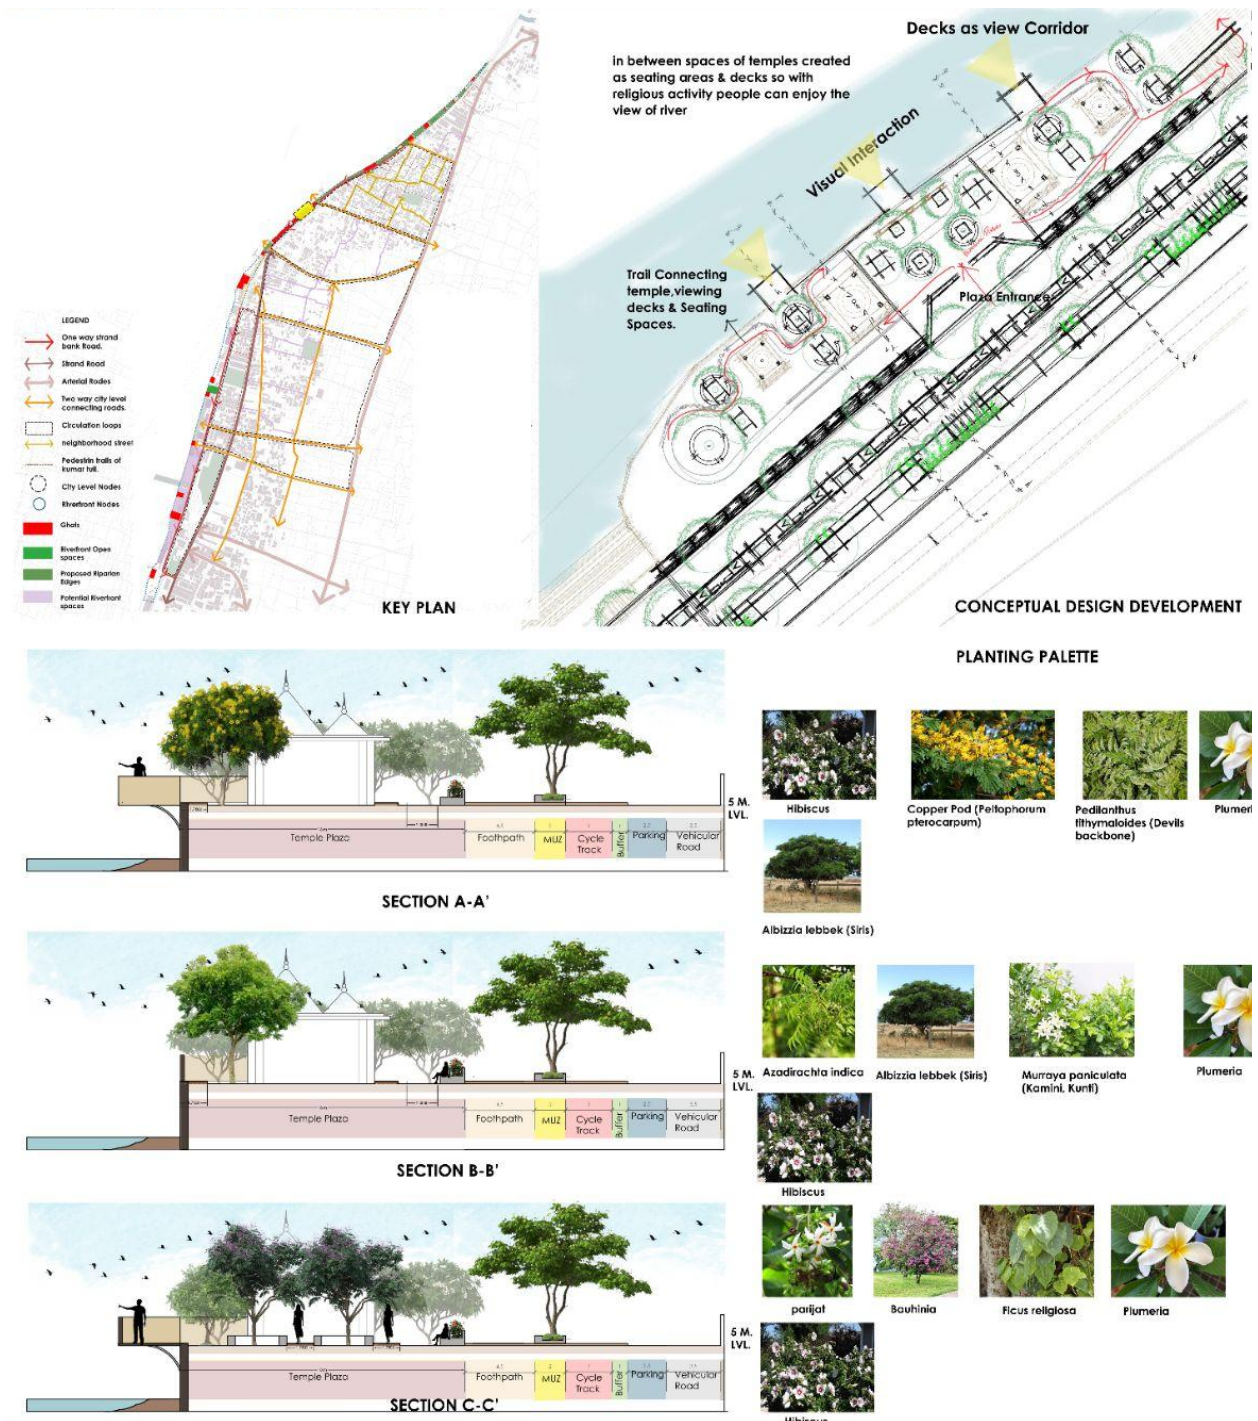 Decks as view Corridor
in between spaces of temples created
as seating areas & decks so with
religious activity people can enjoy the
view of river
Visual Interaction
Trail Connecting
temple,viewing
decks & Seating
Spaces.
Plaza Entrance
LEGEND
One way strand
bank Road.
Strand Road
Arterial Rodes
Two way city level
connecting roads.
Circulation loops
neighborhood street
Pedestrin trails of
kumar tuli.
City Level Nodes
Riverfront Nodes
Ghats
Riverfront Open
spaces
Proposed Riparian
Edges
Potential Riverfront
spaces
KEY PLAN
CONCEPTUAL DESIGN DEVELOPMENT
PLANTING PALETTE
5 M.
LVL.
Temple Plaza
Foothpath
MUZ
Cycle
Track
Buffer
Parking
Vehicular
Road
SECTION A-A'
Hibiscus
Copper Pod (Peltophorum
pterocarpum)
Pedilanthus
tithymaloides (Devils
backbone)
Plumeri
Albizzia lebbek (Siris)
5 M.
LVL.
Temple Plaza
Foothpath
MUZ
Cycle
Track
Buffer
Parking
Vehicular
Road
SECTION B-B'
Azadirachta indica
Albizzia lebbek (Siris)
Murraya paniculata
(Kamini, Kunti)
Plumeria
Hibiscus
5 M.
LVL.
Temple Plaza
Foothpath
MUZ
Cycle
Track
Buffer
Parking
Vehicular
Road
SECTION C-C'
parijat
Bauhinia
Ficus religiosa
Plumeria
Hibiscus